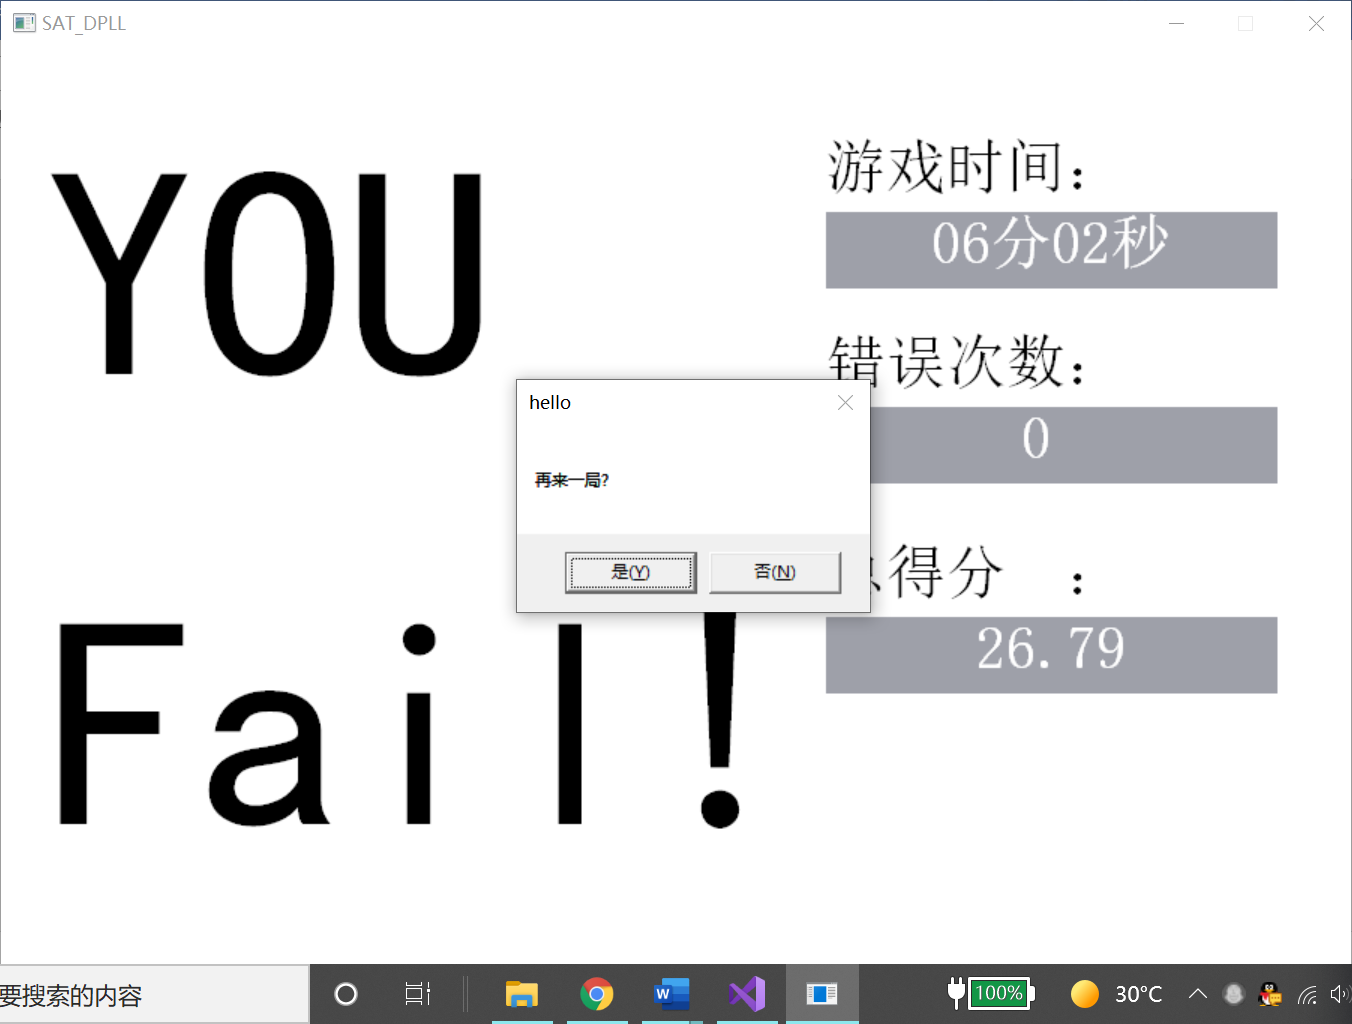 SAT_DPLL
YOU
Fail!
游戏时间：
06分02秒
错误次数：
0
得分 ：
26.79
hello
再来一局?
是(Y)
否(N)
要搜索的内容
100%
30°C